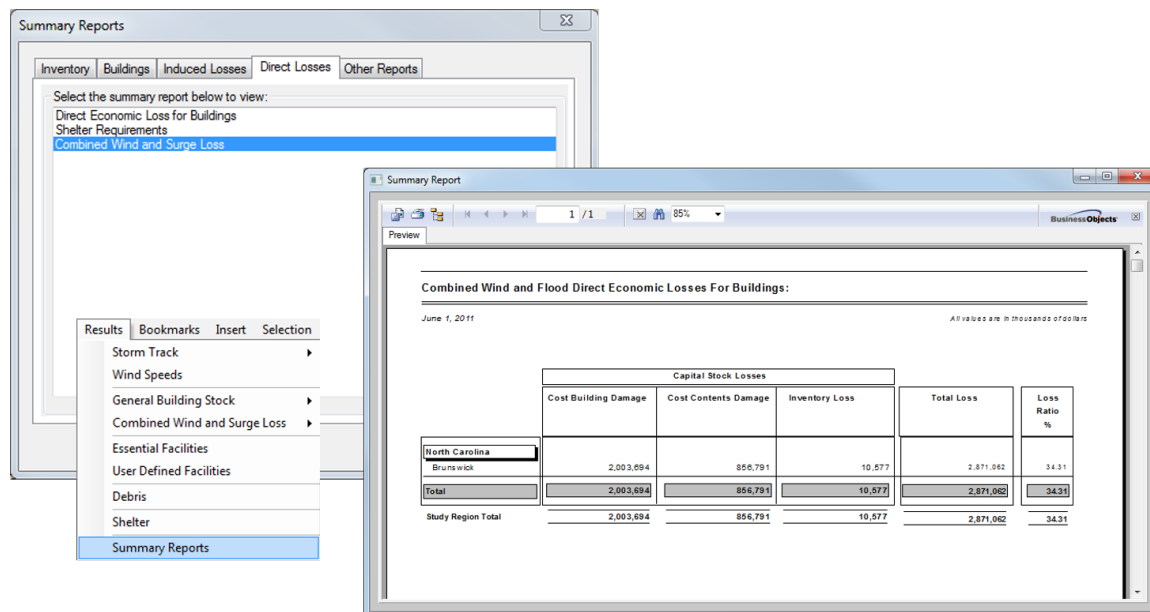 Summary Reports
Inventory Buildings Induced Losses Direct Losses Other Reports
Select the summary report below to view:
Direct Economic Loss for Buildings
Shelter Requirements
Combined Wind and Surge Loss
Results Bookmarks Insert Selection
Storm Track
Wind Speeds
General Building Stock
Combined Wind and Surge Loss
Essential Facilities
User Defined Facilities
Debris
Shelter
Summary Reports
Summary Report
1 /1 85% BusinessObjects
Preview
Combined Wind and Flood Direct Economic Losses For Buildings:
June 1, 2011 All values are in thousands of dollars
Capital Stock Losses
Cost Building Damage Cost Contents Damage Inventory Loss Total Loss Loss
Ratio
%
North Carolina
Brunswick 2,003,694 856,791 10,577 2,871,062 34.31
Total 2,003,694 856,791 10,577 2,871,062 34.31
Study Region Total 2,003,694 856,791 10,577 2,871,062 34.31